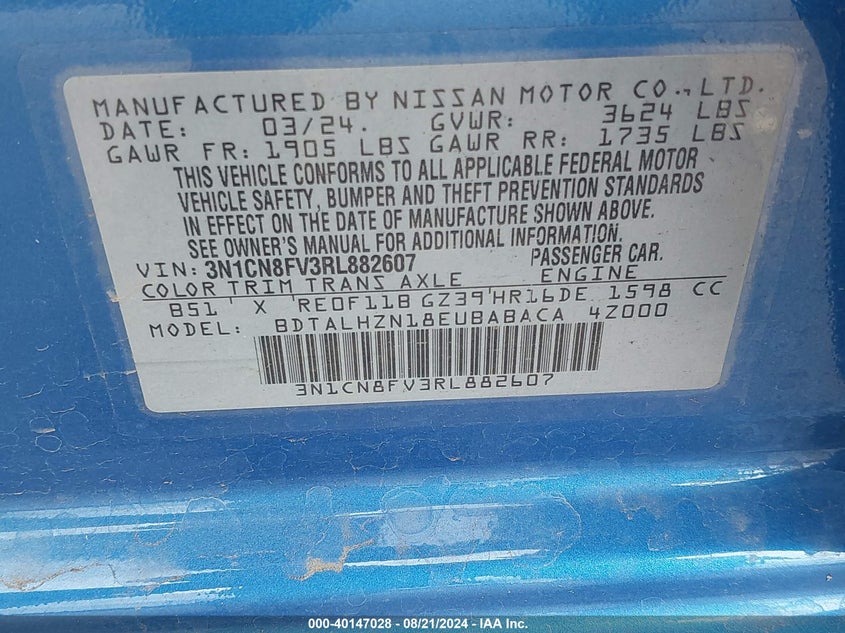 MANUFACTURED BY NISSAN MOTOR CO.,LTD.
DATE: 03/24. GVWR: 3624 LBS
GAWR FR: 1905 LBS GAWR RR: 1735 LBS
THIS VEHICLE CONFORMS TO ALL APPLICABLE FEDERAL MOTOR
VEHICLE SAFETY, BUMPER AND THEFT PREVENTION STANDARDS
IN EFFECT ON THE DATE OF MANUFACTURE SHOWN ABOVE.
SEE OWNER'S MANUAL FOR ADDITIONAL INFORMATION.
VIN: 3N1CN8FV3RL882607 PASSENGER CAR.
COLOR TRIM TRANS AXLE ENGINE
B51 X RE0F11B GZ39 HR16DE 1598 CC
MODEL: BDTALHZN18EUBABACA 4Z000
3N1CN8FV3RL882607
000-40147028 - 08/21/2024 - IAA Inc.